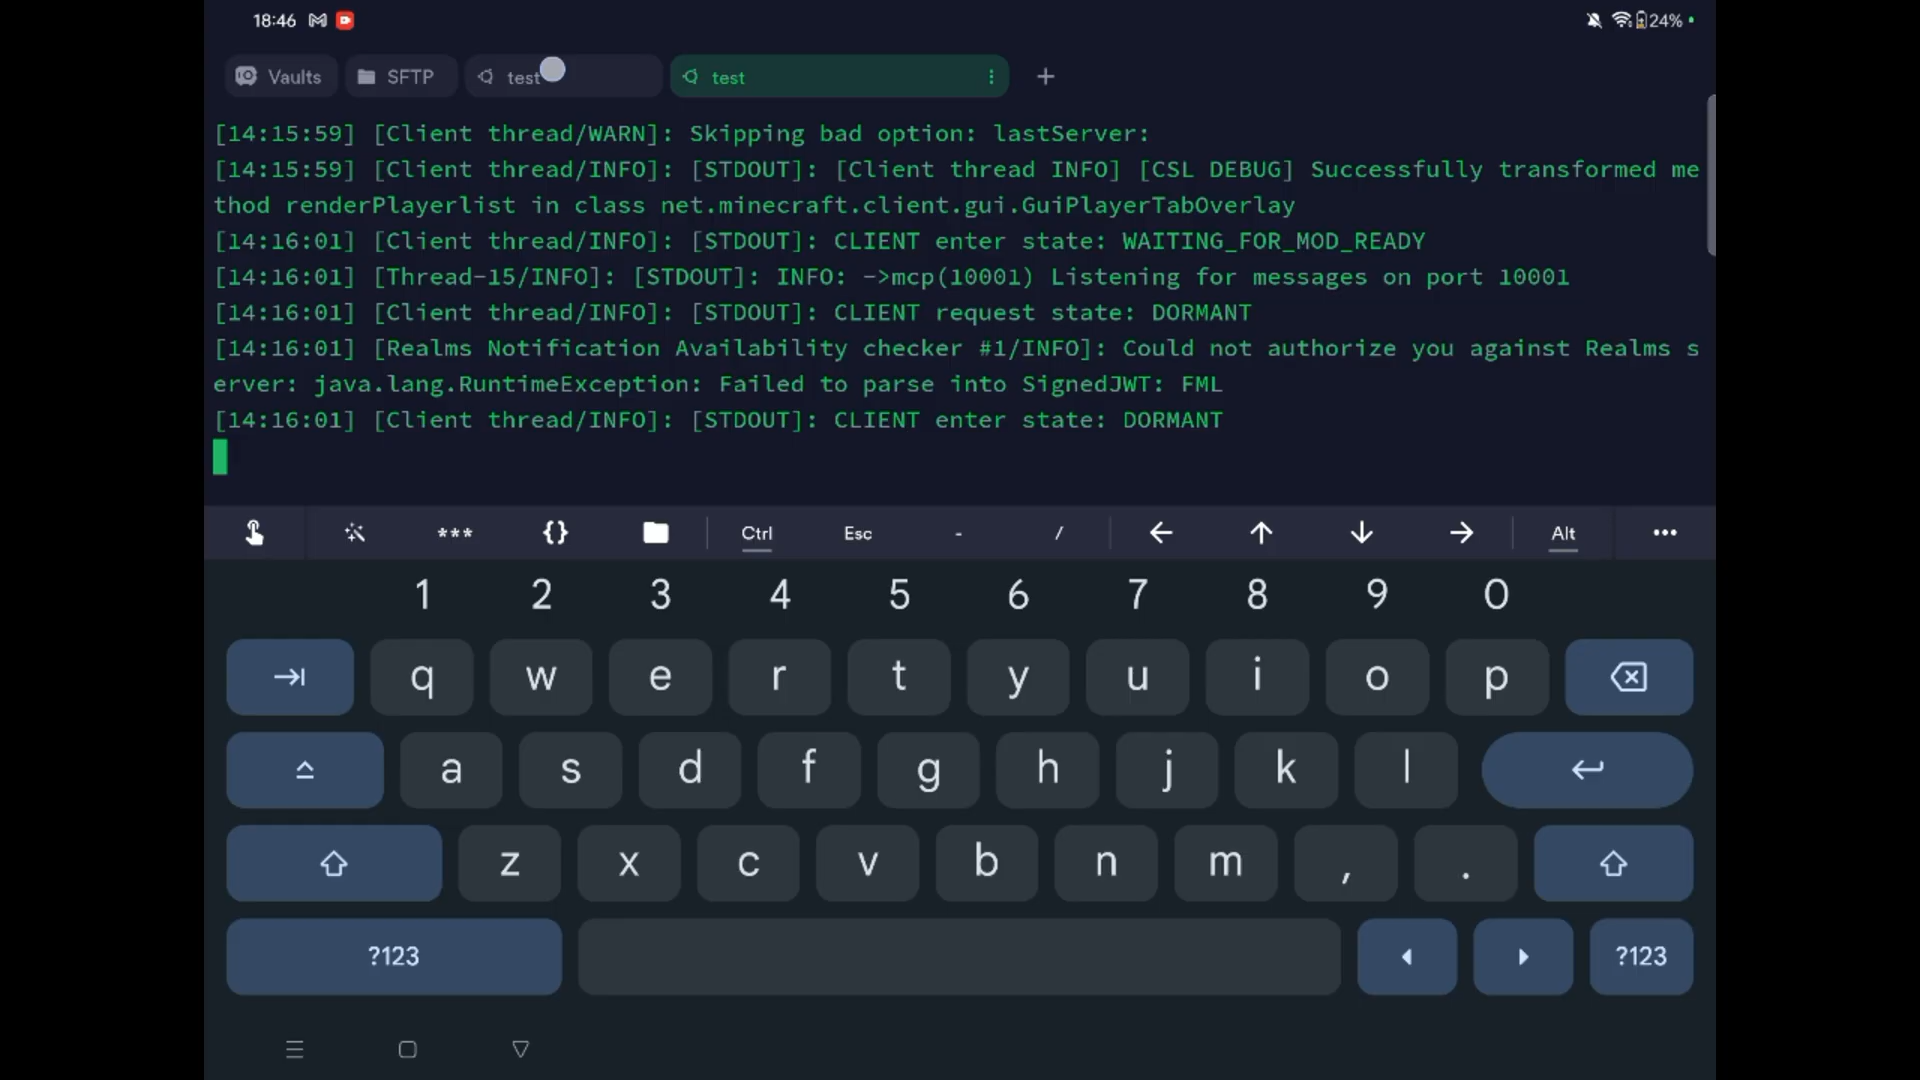 18:46
24%
Vaults
SFTP
test
test
[14:15:59] [Client thread/WARN]: Skipping bad option: lastServer:
[14:15:59] [Client thread/INFO]: [STDOUT]: [Client thread INFO] [CSL DEBUG] Successfully transformed me
thod renderPlayerlist in class net.minecraft.client.gui.GuiPlayerTabOverlay
[14:16:01] [Client thread/INFO]: [STDOUT]: CLIENT enter state: WAITING_FOR_MOD_READY
[14:16:01] [Thread-15/INFO]: [STDOUT]: INFO: ->mcp(10001) Listening for messages on port 10001
[14:16:01] [Client thread/INFO]: [STDOUT]: CLIENT request state: DORMANT
[14:16:01] [Realms Notification Availability checker #1/INFO]: Could not authorize you against Realms s
erver: java.lang.RuntimeException: Failed to parse into SignedJWT: FML
[14:16:01] [Client thread/INFO]: [STDOUT]: CLIENT enter state: DORMANT
*** {} Ctrl Esc - / ← ↑ ↓ → Alt •••
1 2 3 4 5 6 7 8 9 0
q w e r t y u i o p
a s d f g h j k l
z x c v b n m , .
?123 ?123